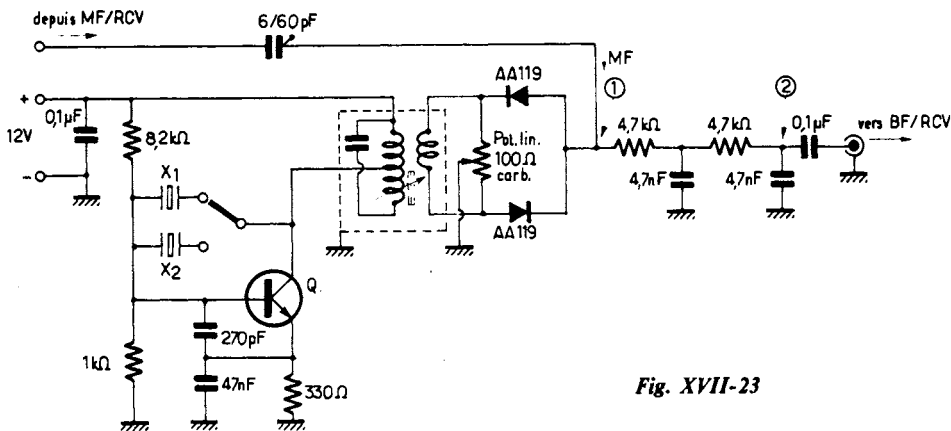 depuis MF/RCV
6/60pF
MF
AA119
1
2
+
0,1µF
12V
8,2kΩ
Pot. lin.
100Ω
carb.
4,7kΩ
4,7kΩ
0,1µF
vers BF/RCV
-
X1
4,7nF
4,7nF
AA119
X2
Q
270pF
1kΩ
47nF
330Ω
Fig. XVII-23